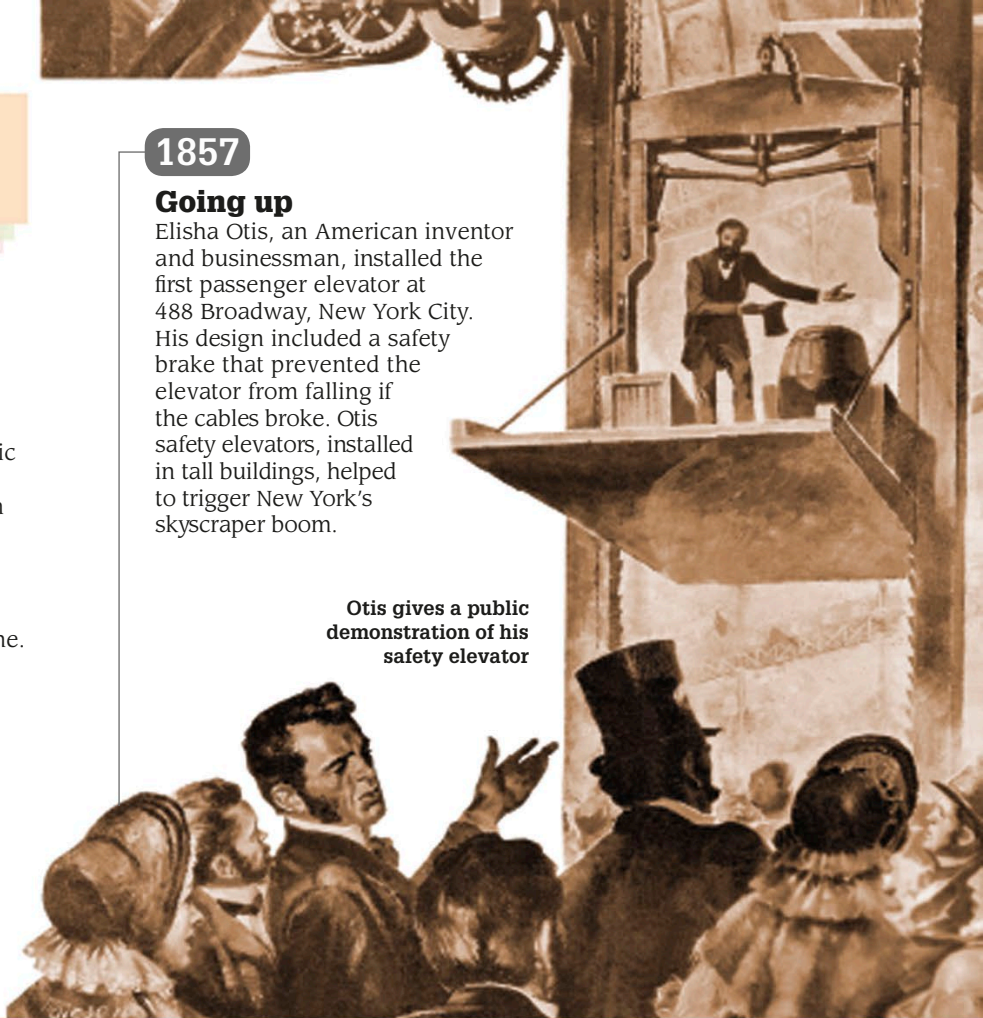 1857
Going up
Elisha Otis, an American inventor
and businessman, installed the
first passenger elevator at
488 Broadway, New York City.
His design included a safety
brake that prevented the
elevator from falling if
the cables broke. Otis
safety elevators, installed
in tall buildings, helped
to trigger New York’s
skyscraper boom.
Otis gives a public
demonstration of his
safety elevator